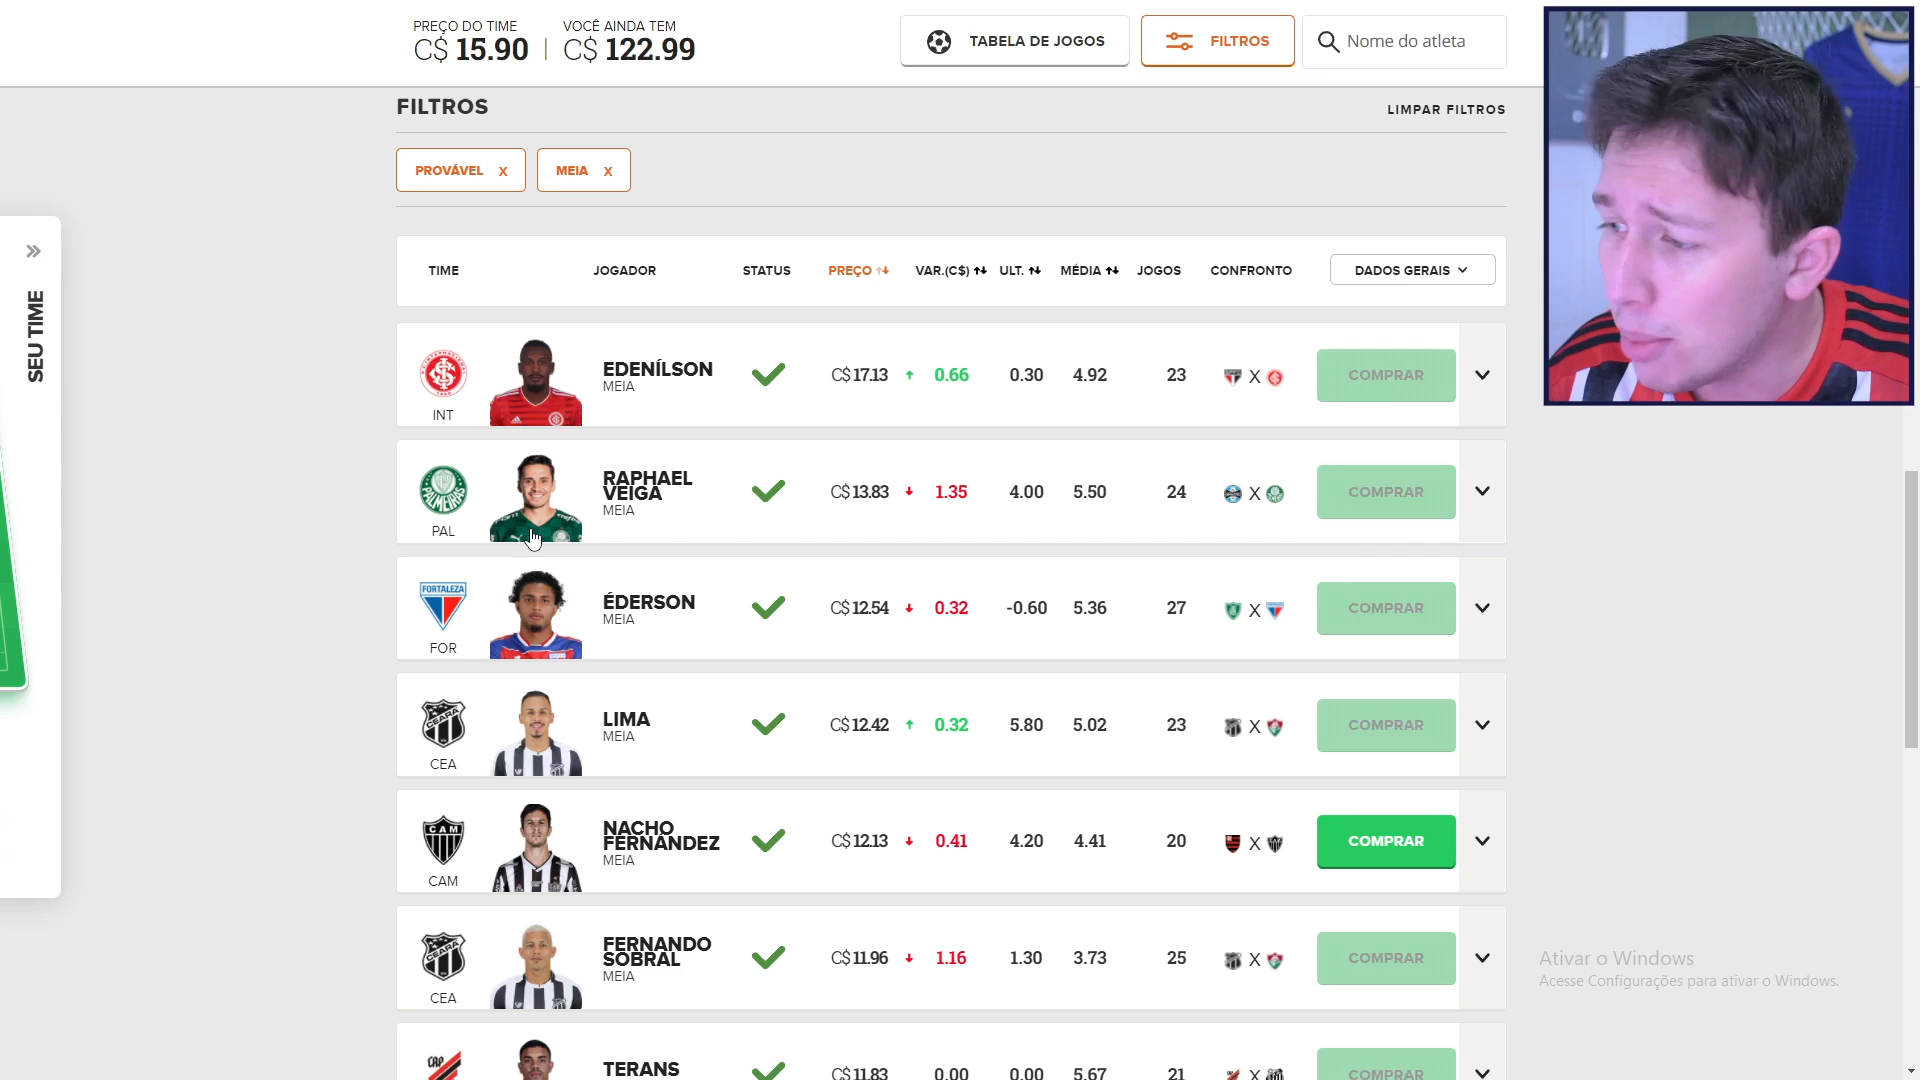 PREÇO DO TIME
C$ 15.90
VOCÊ AINDA TEM
C$ 122.99
TABELA DE JOGOS
FILTROS
Nome do atleta
FILTROS
LIMPAR FILTROS
PROVÁVEL X
MEIA X
SEU TIME
TIME JOGADOR STATUS PREÇO VAR.(C$) ULT. MÉDIA JOGOS CONFRONTO DADOS GERAIS
INT
EDENÍLSON
MEIA
C$ 17.13 0.66 0.30 4.92 23 X COMPRAR
PALMEIRAS
PAL
RAPHAEL
VEIGA
MEIA
C$ 13.83 1.35 4.00 5.50 24 X COMPRAR
FORTALEZA
FOR
ÉDERSON
MEIA
C$ 12.54 0.32 -0.60 5.36 27 X COMPRAR
CEARÁ
CEA
LIMA
MEIA
C$ 12.42 0.32 5.80 5.02 23 X COMPRAR
CAM
CAM
NACHO
FERNÁNDEZ
MEIA
C$ 12.13 0.41 4.20 4.41 20 X COMPRAR
CEARÁ
CEA
FERNANDO
SOBRAL
MEIA
C$ 11.96 1.16 1.30 3.73 25 X COMPRAR
CAP
TERANS
C$ 11.83 0.00 0.00 5.67 21 X COMPRAR
Ativar o Windows
Acesse Configurações para ativar o Windows.